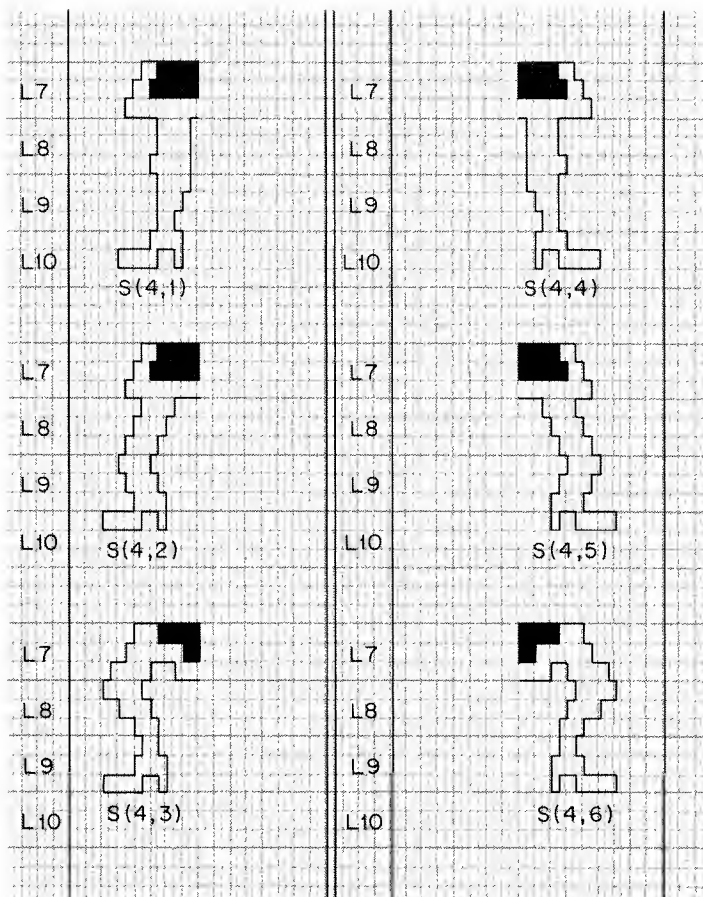 L7 L7
L8 L8
L9 L9
L10 L10
S(4,1) S(4,4)
L7 L7
L8 L8
L9 L9
L10 L10
S(4,2) S(4,5)
L7 L7
L8 L8
L9 L9
L10 L10
S(4,3) S(4,6)